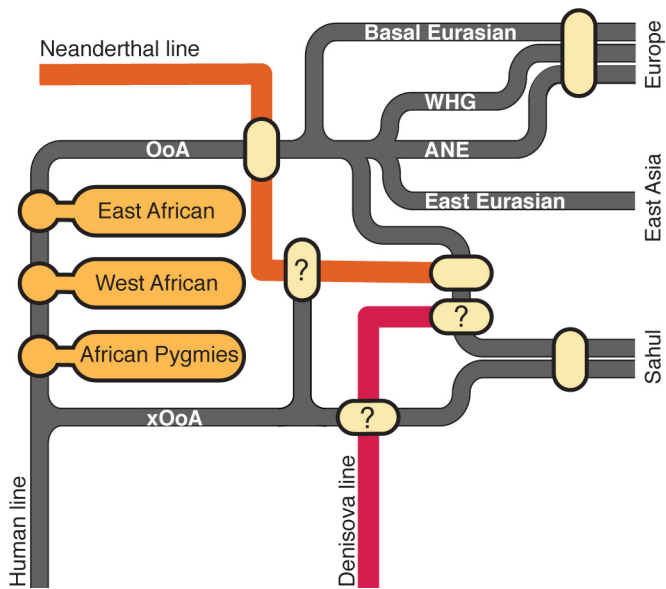 Basal Eurasian
Europe
Neanderthal line
WHG
OoA
ANE
East African
East Eurasian
East Asia
West African
?
?
African Pygmies
Sahul
xOoA
?
Human line
Denisova line